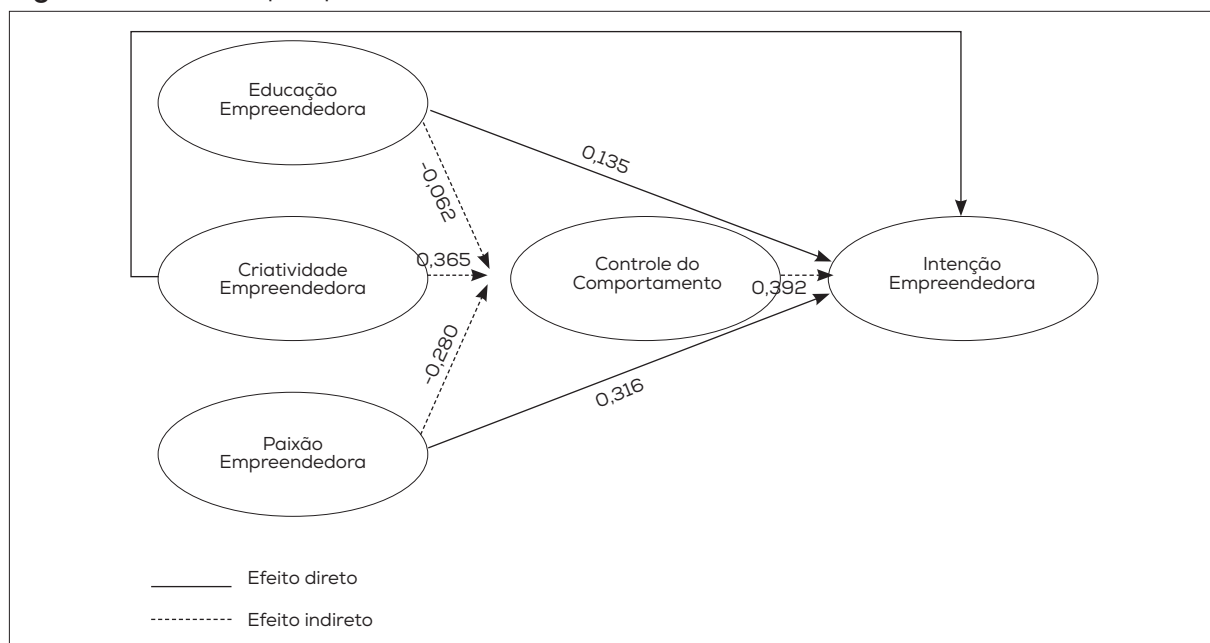 Educação
Empreendedora
0,135
-0,062
Criatividade
Empreendedora
0,365
Controle do
Comportamento
0,392
Intenção
Empreendedora
-0,280
0,316
Paixão
Empreendedora
Efeito direto
Efeito indireto